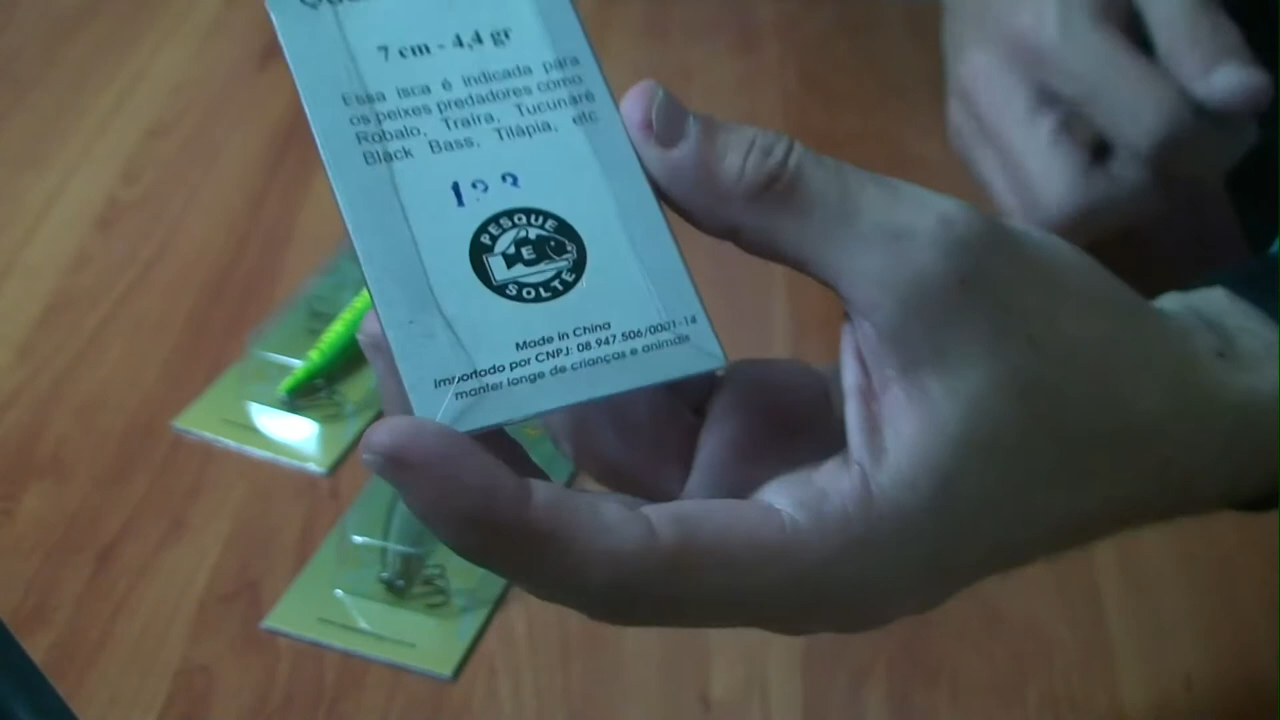 7 cm - 4,4 gr
Essa isca é indicada para
os peixes predadores como
Robalo, Traíra, Tucunaré
Black Bass, Tilápia, etc
PESQUE
E
SOLTE
Made in China
Importado por CNPJ: 08.947.506/0001-14
manter longe de crianças e animais